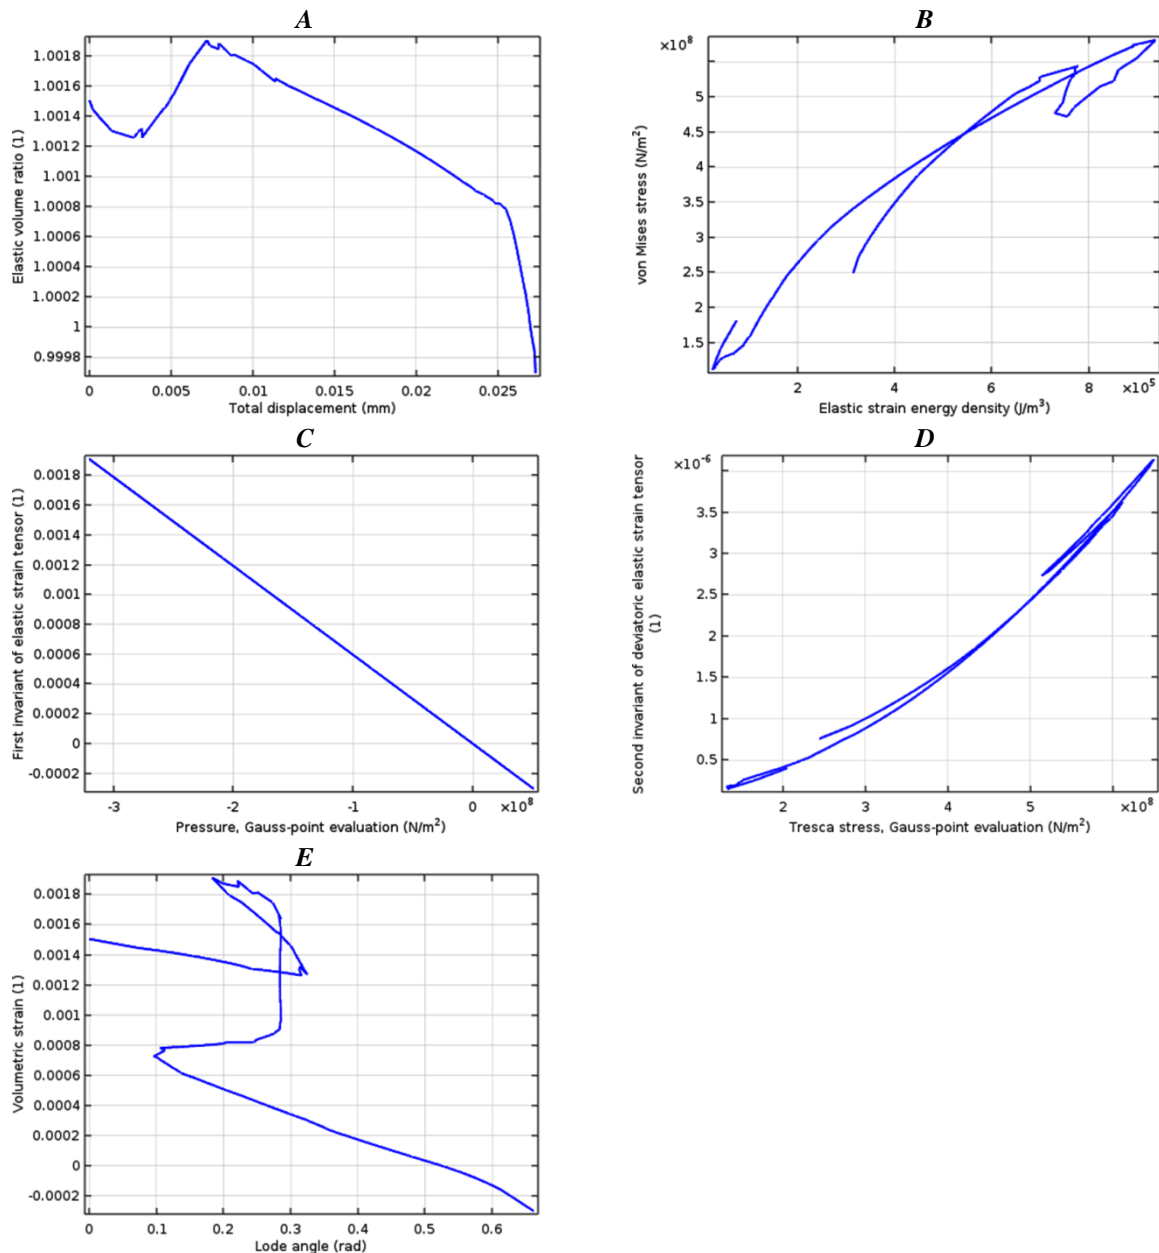 A
Elastic volume ratio (1)
1.0018
1.0016
1.0014
1.0012
1.001
1.0008
1.0006
1.0004
1.0002
1
0.9998
0 0.005 0.01 0.015 0.02 0.025
Total displacement (mm)
B
×10⁸
von Mises stress (N/m²)
5
4.5
4
3.5
3
2.5
2
1.5
2 4 6 8 ×10⁵
Elastic strain energy density (J/m³)
C
First invariant of elastic strain tensor (1)
0.0018
0.0016
0.0014
0.0012
0.001
0.0008
0.0006
0.0004
0.0002
0
-0.0002
-3 -2 -1 0 ×10⁸
Pressure, Gauss-point evaluation (N/m²)
D
×10⁻⁶
Second invariant of deviatoric elastic strain tensor
(1)
3.5
3
2.5
2
1.5
1
0.5
2 3 4 5 ×10⁸
Tresca stress, Gauss-point evaluation (N/m²)
E
Volumetric strain (1)
0.0018
0.0016
0.0014
0.0012
0.001
0.0008
0.0006
0.0004
0.0002
0
-0.0002
0 0.1 0.2 0.3 0.4 0.5 0.6
Lode angle (rad)